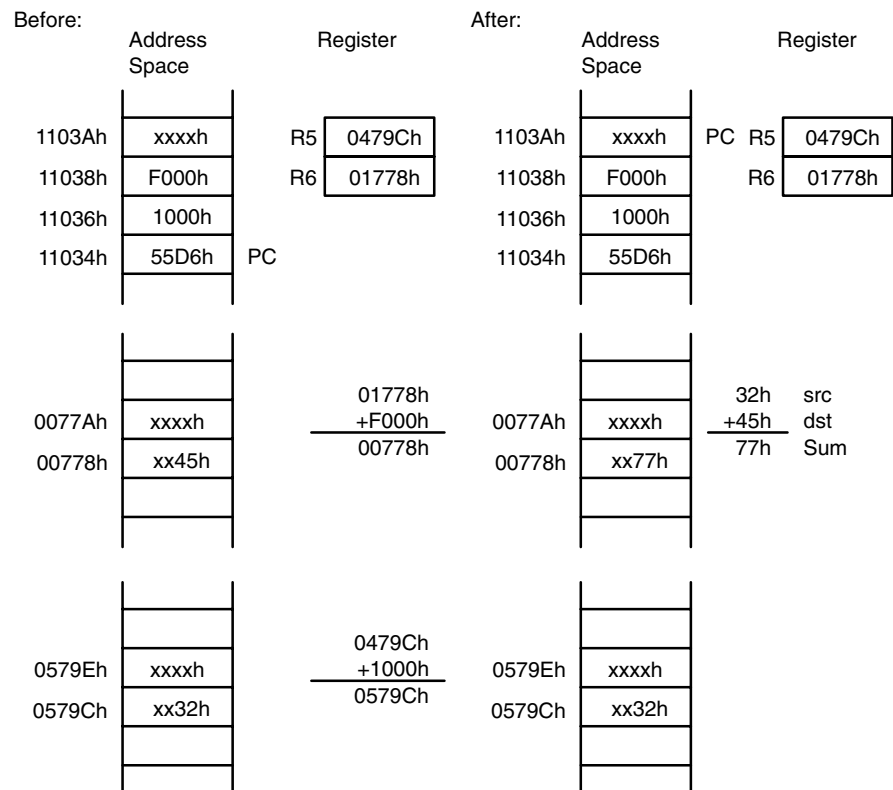 Before:
Address Space
Register
1103Ah xxxxh R5 0479Ch
11038h F000h R6 01778h
11036h 1000h
11034h 55D6h PC
01778h
0077Ah xxxxh +F000h
00778h xx45h 00778h
0479Ch
0579Eh xxxxh +1000h
0579Ch xx32h 0579Ch
After:
Address Space
Register
1103Ah xxxxh PC R5 0479Ch
11038h F000h R6 01778h
11036h 1000h
11034h 55D6h
32h src
0077Ah xxxxh +45h dst
00778h xx77h 77h Sum
0579Eh xxxxh
0579Ch xx32h